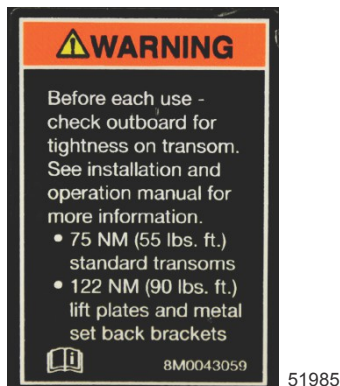 WARNING
Before each use -
check outboard for
tightness on transom.
See installation and
operation manual for
more information.
• 75 NM (55 lbs. ft.)
standard transoms
• 122 NM (90 lbs. ft.)
lift plates and metal
set back brackets
8M0043059
51985